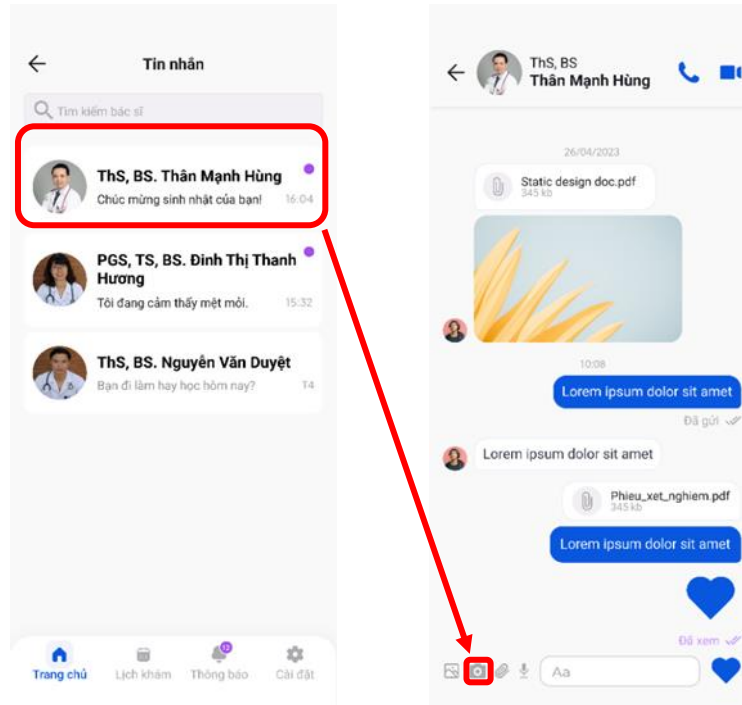 Tin nhắn
Tìm kiếm bác sĩ
ThS, BS. Thân Mạnh Hùng
Chúc mừng sinh nhật của bạn! 16:04
PGS, TS, BS. Đinh Thị Thanh
Hương
Tôi đang cảm thấy mệt mỏi. 15:32
ThS, BS. Nguyễn Văn Duyệt
Bạn đi làm hay học hôm nay? T4
13
Trang chủ Lịch khám Thông báo Cài đặt
ThS, BS
Thân Mạnh Hùng
26/04/2023
Static design doc.pdf
345 kb
10:08
Lorem ipsum dolor sit amet
Đã gửi
Lorem ipsum dolor sit amet
Phieu_xet_nghiem.pdf
345 kb
Lorem ipsum dolor sit amet
Đã xem
Aa